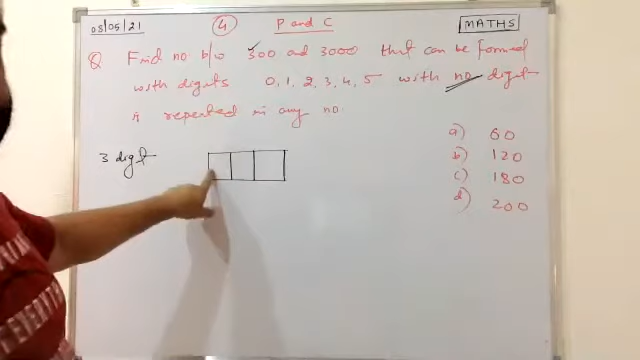 03/05/21 4 P and C MATHS
Q Find no b/w 300 and 3000 that can be formed
with digits 0, 1, 2, 3, 4, 5 with no digit
is repeated in any no.
3 digit
a) 60
b) 120
c) 180
d) 200